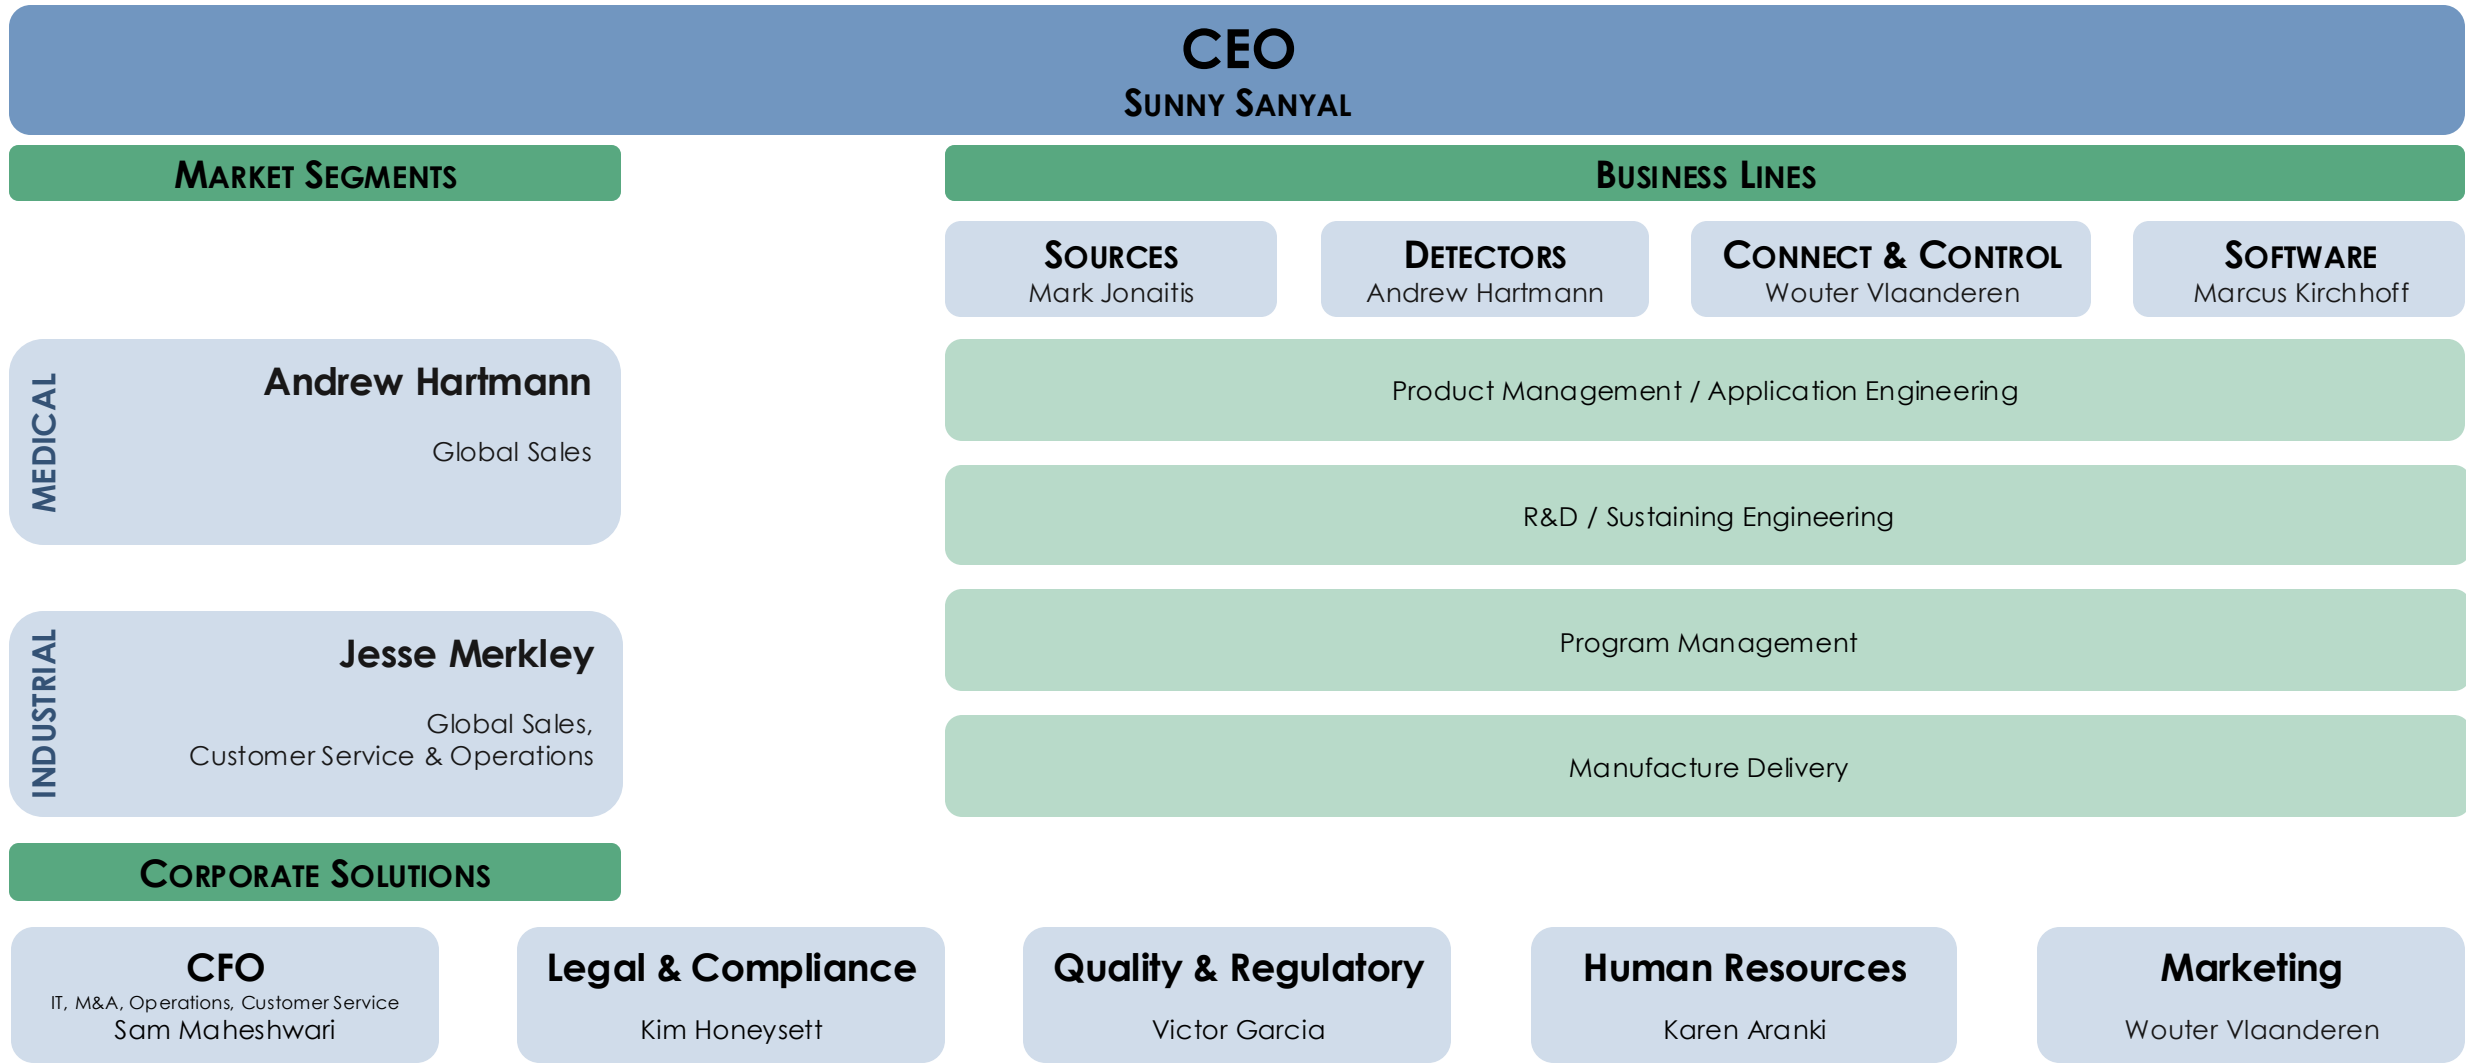 CEO
SUNNY SANYAL
MARKET SEGMENTS
BUSINESS LINES
SOURCES
Mark Jonaitis
DETECTORS
Andrew Hartmann
CONNECT & CONTROL
Wouter Vlaanderen
SOFTWARE
Marcus Kirchhoff
MEDICAL
Andrew Hartmann
Global Sales
Product Management / Application Engineering
R&D / Sustaining Engineering
INDUSTRIAL
Jesse Merkley
Global Sales,
Customer Service & Operations
Program Management
Manufacture Delivery
CORPORATE SOLUTIONS
CFO
IT, M&A, Operations, Customer Service
Sam Maheshwari
Legal & Compliance
Kim Honeysett
Quality & Regulatory
Victor Garcia
Human Resources
Karen Aranki
Marketing
Wouter Vlaanderen